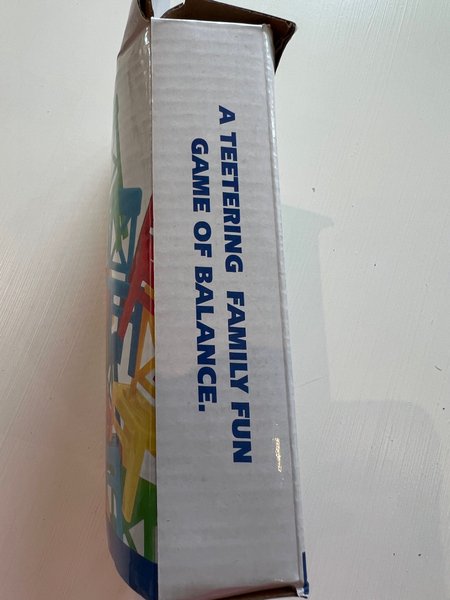 A TEETERING FAMILY FUN
GAME OF BALANCE.